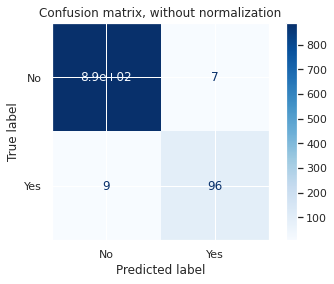 Confusion matrix, without normalization
No
8.9e+02
7
Yes
9
96
No
Yes
True label
Predicted label
800
700
600
500
400
300
200
100